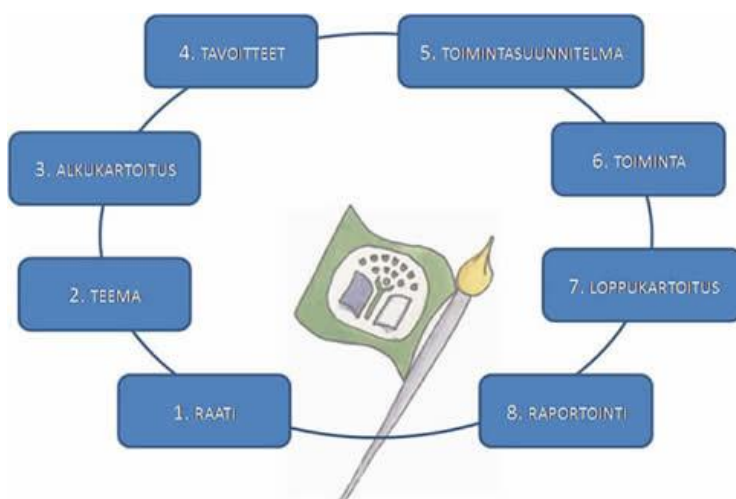 1. RAATI
2. TEEMA
3. ALKUKARTOITUS
4. TAVOITTEET
5. TOIMINTASUUNNITELMA
6. TOIMINTA
7. LOPPUKARTOITUS
8. RAPORTOINTI